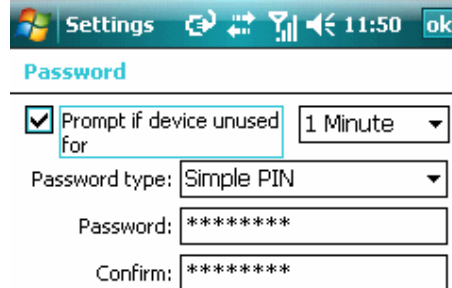 Settings 11:50 ok
Password
Prompt if device unused for 1 Minute
Password type: Simple PIN
Password: ********
Confirm: ********